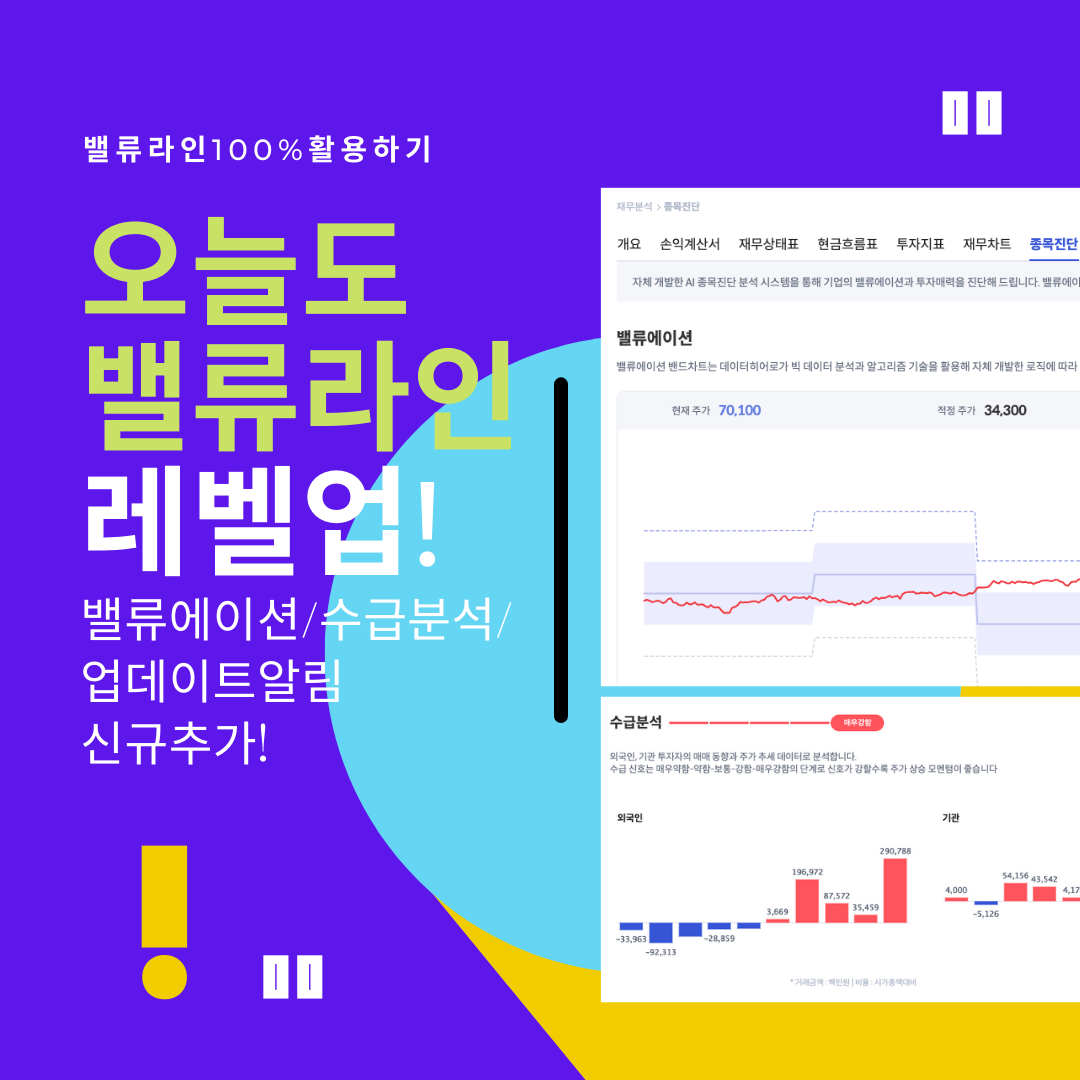 밸류라인100%활용하기
오늘도
밸류라인
레벨업!
밸류에이션/수급분석/
업데이트알림
신규추가!
!
재무분석 > 종목진단
개요 손익계산서 재무상태표 현금흐름표 투자지표 재무차트 종목진단
자체 개발한 AI 종목진단 분석 시스템을 통해 기업의 밸류에이션과 투자매력을 진단해 드립니다. 밸류에이
밸류에이션
밸류에이션 밴드차트는 데이터히어로가 빅 데이터 분석과 알고리즘 기술을 활용해 자체 개발한 로직에 따라
현재 주가 70,100 적정 주가 34,300
수급분석 매우강함
외국인, 기관 투자자의 매매 동향과 주가 추세 데이터로 분석합니다.
수급 신호는 매우약함-약함-보통-강함-매우강함의 단계로 신호가 강할수록 주가 상승 모멘텀이 좋습니다
외국인 기관
290,788
196,972
87,572
35,459
3,669
-33,963
-92,313
-28,859
4,000
-5,126
54,156
43,542
4,17
* 거래금액 : 백만원 | 비율 : 시가총액대비